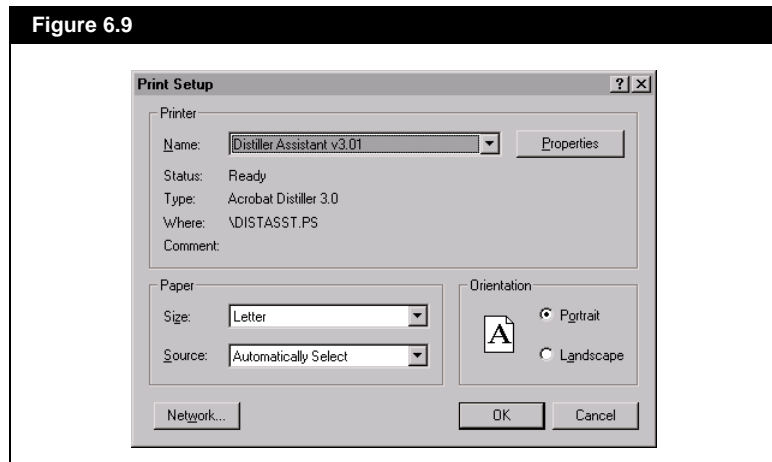 Figure 6.9
Print Setup
Printer
Name: Distiller Assistant v3.01 Properties
Status: Ready
Type: Acrobat Distiller 3.0
Where: \DISTASST.PS
Comment:
Paper
Size: Letter
Source: Automatically Select
Orientation
A
Portrait
Landscape
Network...
OK
Cancel